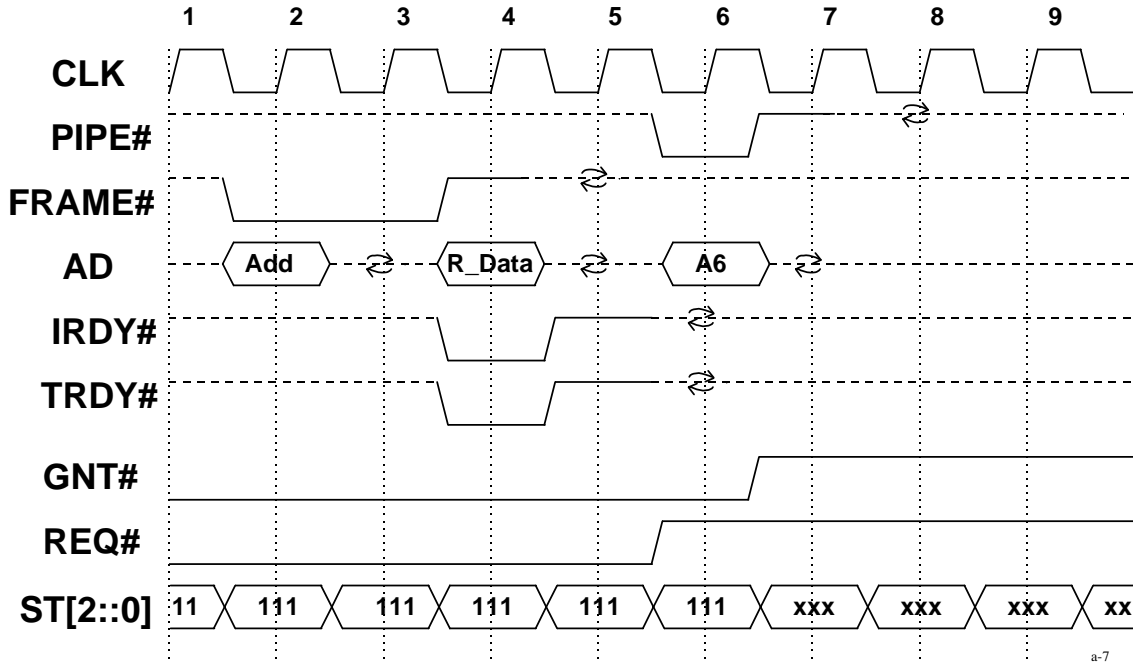 1 2 3 4 5 6 7 8 9
CLK
PIPE#
FRAME#
AD Add R_Data A6
IRDY#
TRDY#
GNT#
REQ#
ST[2::0] 11 111 111 111 111 111 xxx xxx xxx xx
a-7